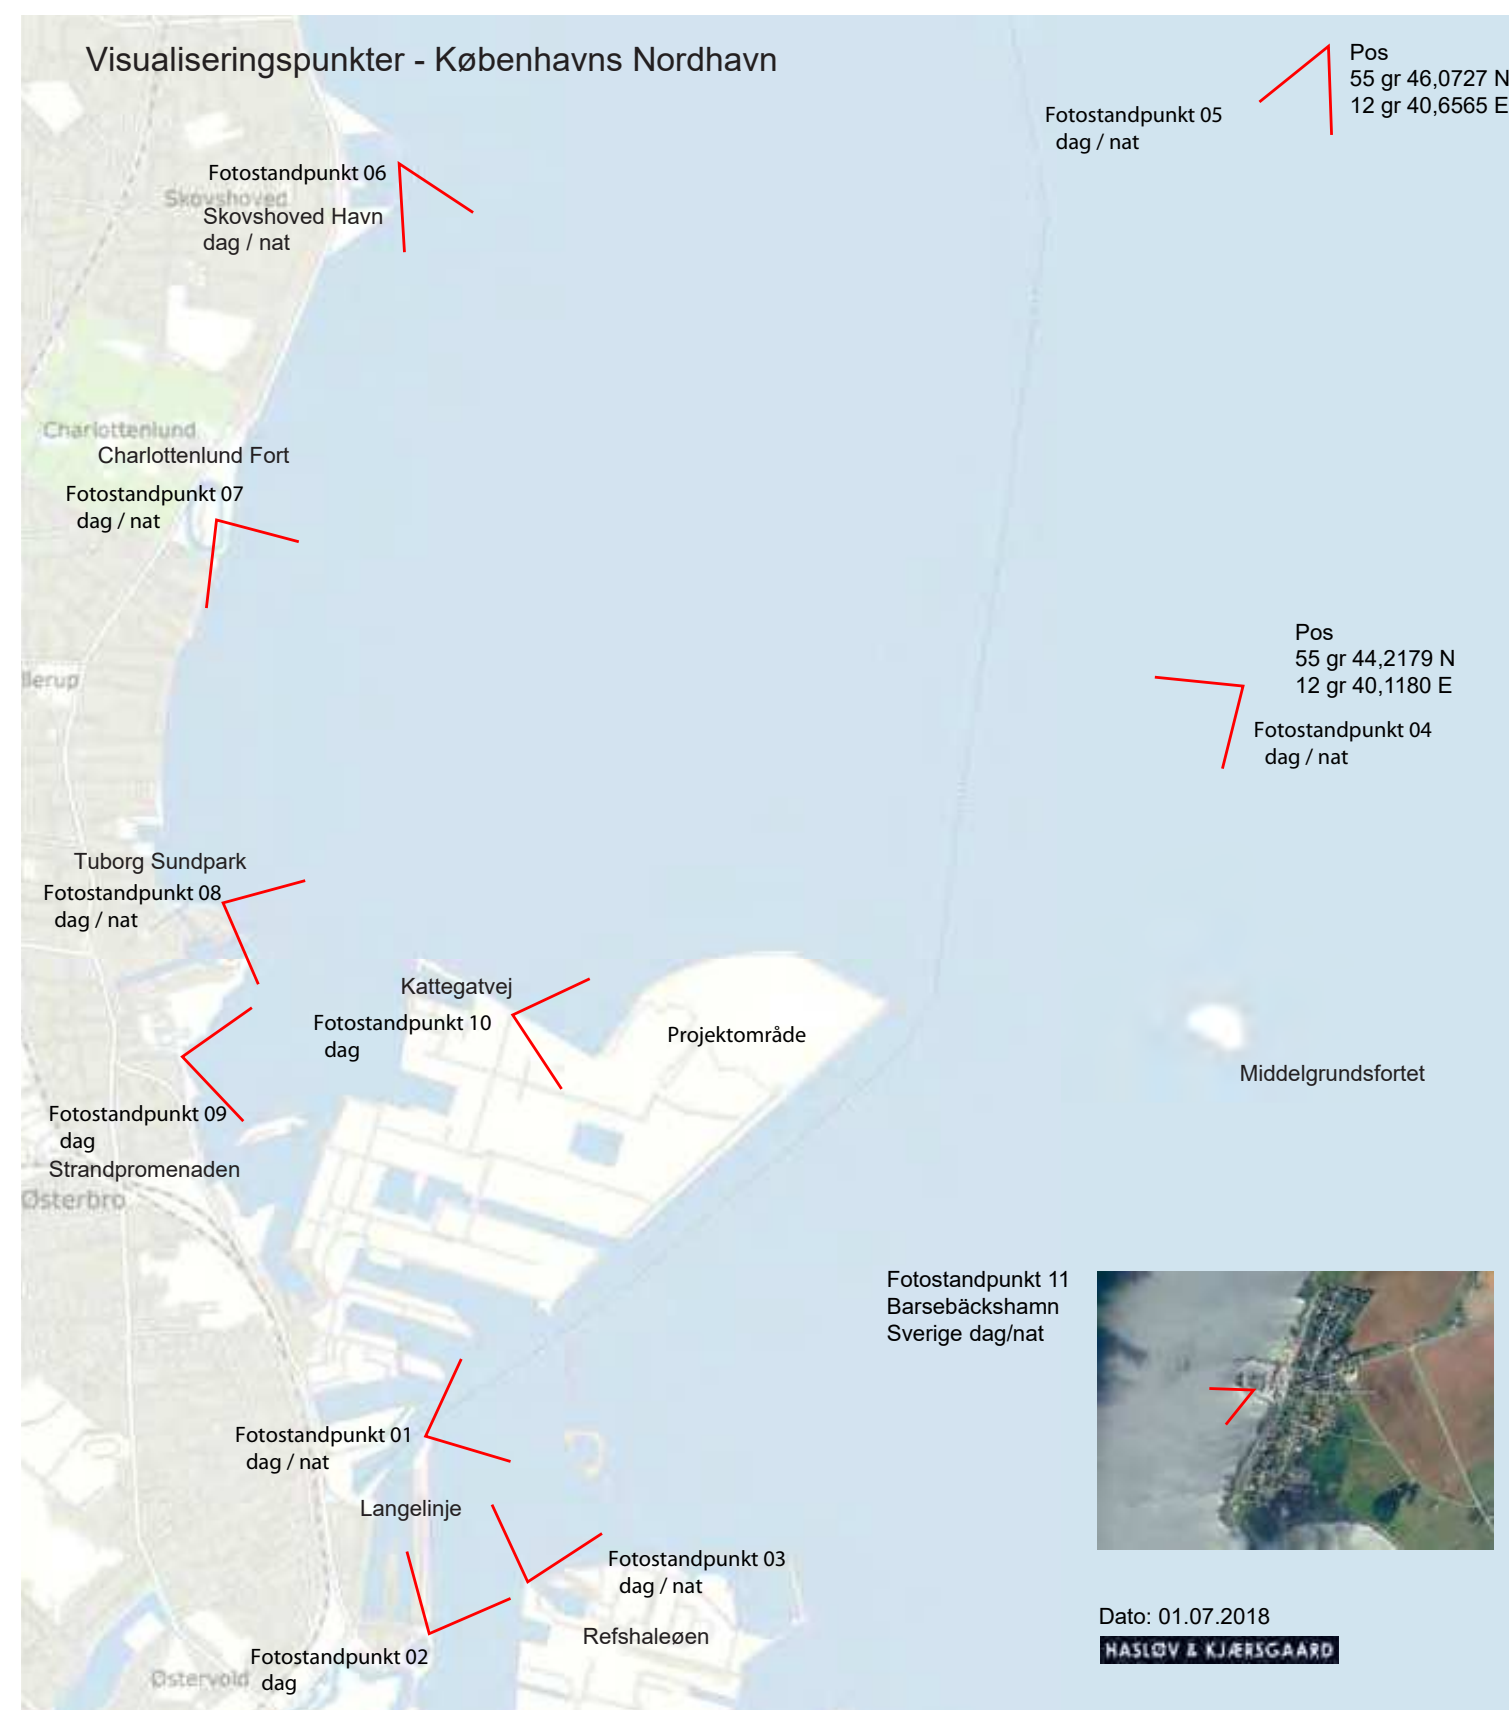 Visualiseringspunkter - Københavns Nordhavn
Pos
55 gr 46,0727 N
12 gr 40,6565 E
Fotostandpunkt 05
dag / nat
Fotostandpunkt 06
Skovshoved
Skovshoved Havn
dag / nat
Charlottenlund
Charlottenlund Fort
Fotostandpunkt 07
dag / nat
Pos
55 gr 44,2179 N
12 gr 40,1180 E
llerup
Fotostandpunkt 04
dag / nat
Tuborg Sundpark
Fotostandpunkt 08
dag / nat
Kattegatvej
Fotostandpunkt 10
dag
Projektområde
Middelgrundsfortet
Fotostandpunkt 09
dag
Strandpromenaden
Østerbro
Fotostandpunkt 11
Barsebäckshamn
Sverige dag/nat
Fotostandpunkt 01
dag / nat
Langelinje
Fotostandpunkt 03
dag / nat
Refshaleøen
Fotostandpunkt 02
dag
Østervold
Dato: 01.07.2018
HASLØV & KJÆRSGAARD